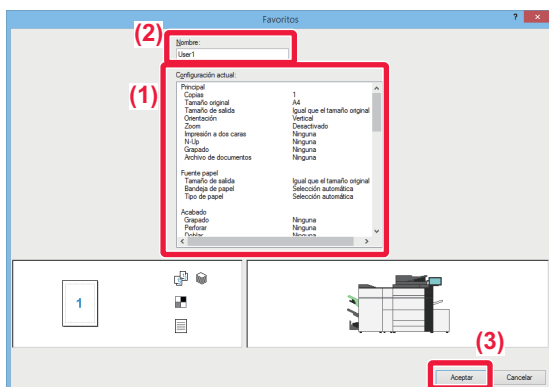 Favoritos
? ×
(2)
Nombre:
User1
(1)
Configuración actual:
Principal
Copias 1
Tamaño original A4
Tamaño de salida Igual que el tamaño original
Orientación Vertical
Zoom Desactivado
Impresión a dos caras Ninguna
N-Up Ninguna
Grapado Ninguna
Archivo de documentos Ninguna
Fuente papel
Tamaño de salida Igual que el tamaño original
Bandeja de papel Selección automática
Tipo de papel Selección automática
Acabado
Grapado Ninguna
Perforar Ninguna
Doblar Ninguna
1
(3)
Aceptar Cancelar